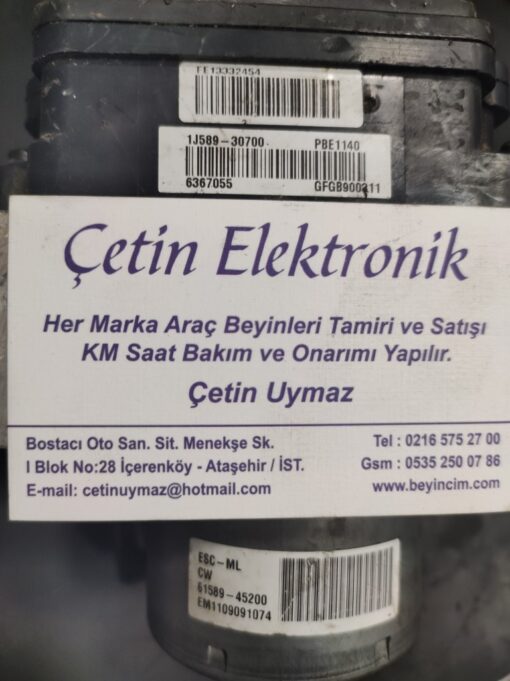 FE13332454
1J589-30700 PBE1140
6367055 GFGB900211
Çetin Elektronik
Her Marka Araç Beyinleri Tamiri ve Satışı
KM Saat Bakım ve Onarımı Yapılır.
Çetin Uymaz
Bostacı Oto San. Sit. Menekşe Sk. Tel : 0216 575 27 00
I Blok No:28 İçerenköy - Ataşehir / İST. Gsm : 0535 250 07 86
E-mail: cetinuymaz@hotmail.com www.beyincim.com
ESC-ML
CW
61589-45200
EM1109091074